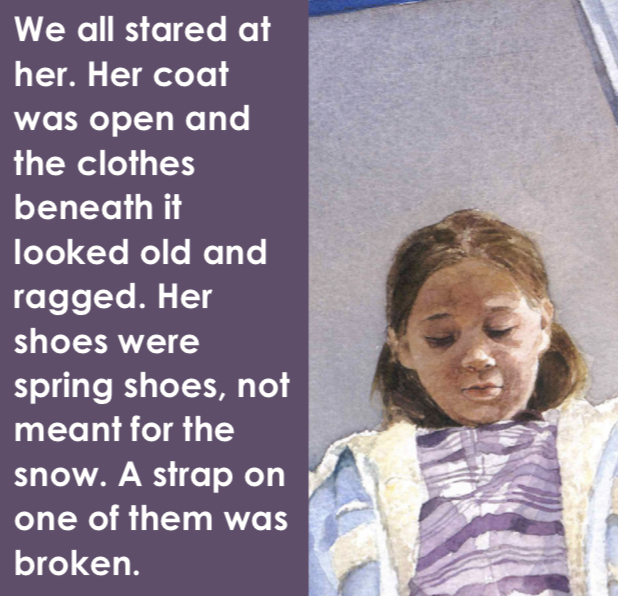 We all stared at
her. Her coat
was open and
the clothes
beneath it
looked old and
ragged. Her
shoes were
spring shoes, not
meant for the
snow. A strap on
one of them was
broken.